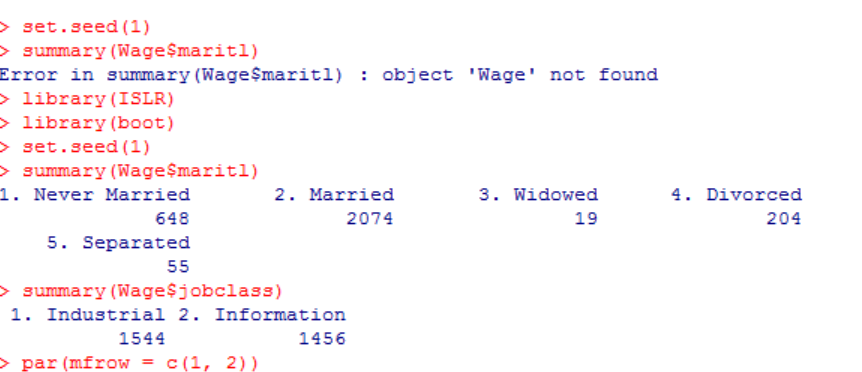 > set.seed(1)
> summary(Wage$maritl)
Error in summary(Wage$maritl) : object 'Wage' not found
> library(ISLR)
> library(boot)
> set.seed(1)
> summary(Wage$maritl)
1. Never Married       2. Married       3. Widowed      4. Divorced
             648             2074               19              204
    5. Separated
              55
> summary(Wage$jobclass)
 1. Industrial 2. Information
          1544           1456
> par(mfrow = c(1, 2))